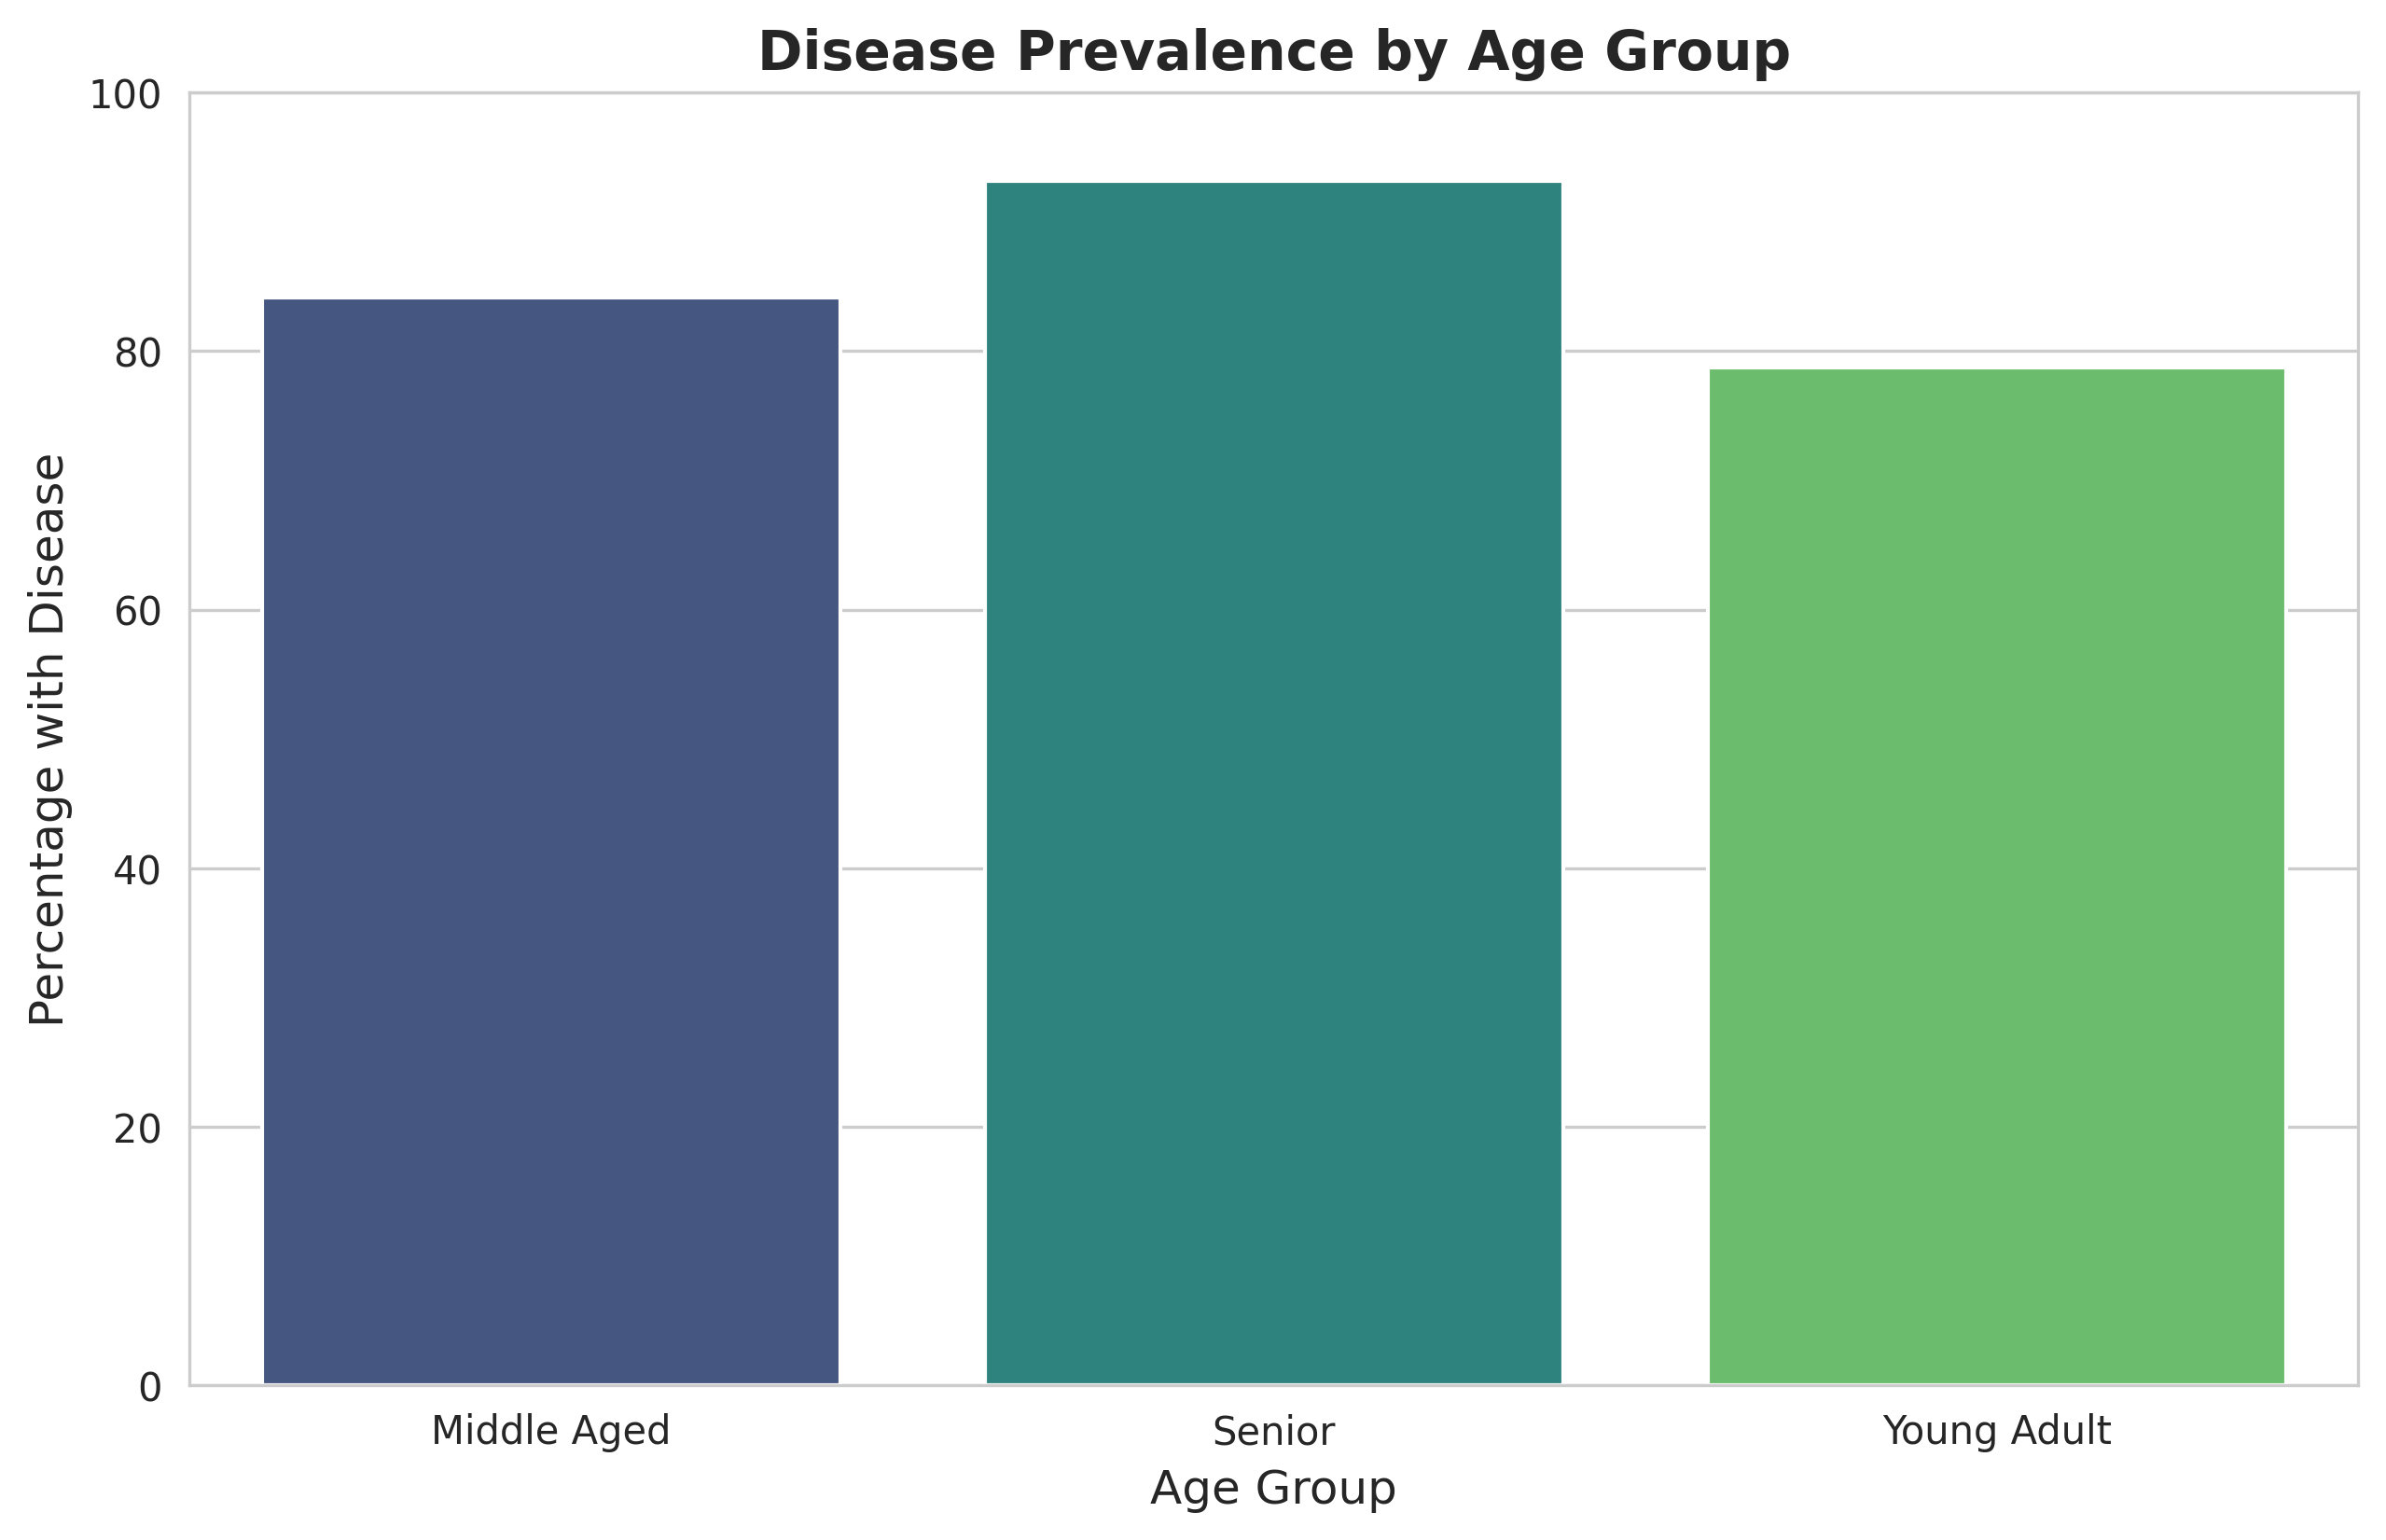 Disease Prevalence by Age Group
Percentage with Disease
100
80
60
40
20
0
Middle Aged Senior Young Adult
Age Group